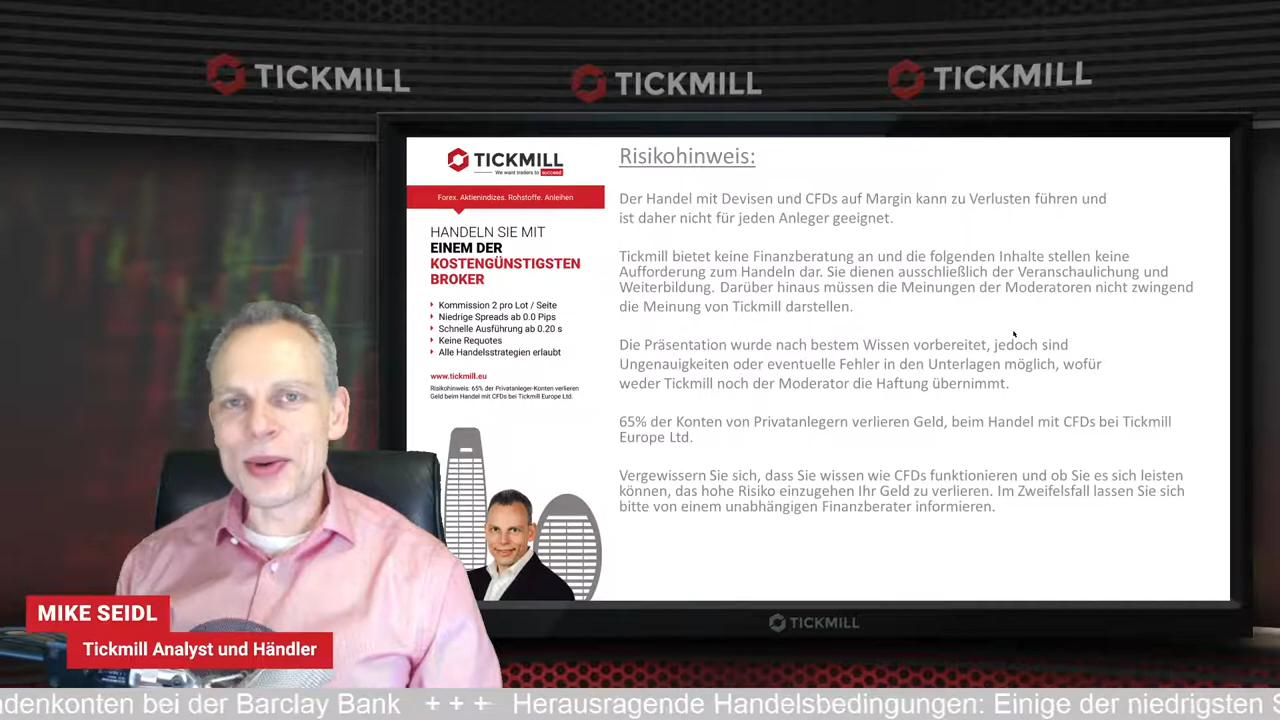 TICKMILL
TICKMILL
TICKMILL
TICKMILL
We want traders to succeed
Forex. Aktienindizes. Rohstoffe. Anleihen
HANDELN SIE MIT
EINEM DER
KOSTENGÜNSTIGSTEN
BROKER
Kommission 2 pro Lot / Seite
Niedrige Spreads ab 0.0 Pips
Schnelle Ausführung ab 0.20 s
Keine Requotes
Alle Handelsstrategien erlaubt
www.tickmill.eu
Risikohinweis: 65% der Privatanleger-Konten verlieren
Geld beim Handel mit CFDs bei Tickmill Europe Ltd.
Risikohinweis:
Der Handel mit Devisen und CFDs auf Margin kann zu Verlusten führen und
ist daher nicht für jeden Anleger geeignet.
Tickmill bietet keine Finanzberatung an und die folgenden Inhalte stellen keine
Aufforderung zum Handeln dar. Sie dienen ausschließlich der Veranschaulichung und
Weiterbildung. Darüber hinaus müssen die Meinungen der Moderatoren nicht zwingend
die Meinung von Tickmill darstellen.
Die Präsentation wurde nach bestem Wissen vorbereitet, jedoch sind
Ungenauigkeiten oder eventuelle Fehler in den Unterlagen möglich, wofür
weder Tickmill noch der Moderator die Haftung übernimmt.
65% der Konten von Privatanlegern verlieren Geld, beim Handel mit CFDs bei Tickmill
Europe Ltd.
Vergewissern Sie sich, dass Sie wissen wie CFDs funktionieren und ob Sie es sich leisten
können, das hohe Risiko einzugehen Ihr Geld zu verlieren. Im Zweifelsfall lassen Sie sich
bitte von einem unabhängigen Finanzberater informieren.
TICKMILL
MIKE SEIDL
Tickmill Analyst und Händler
denkonten bei der Barclay Bank +++ Herausragende Handelsbedingungen: Einige der niedrigsten S